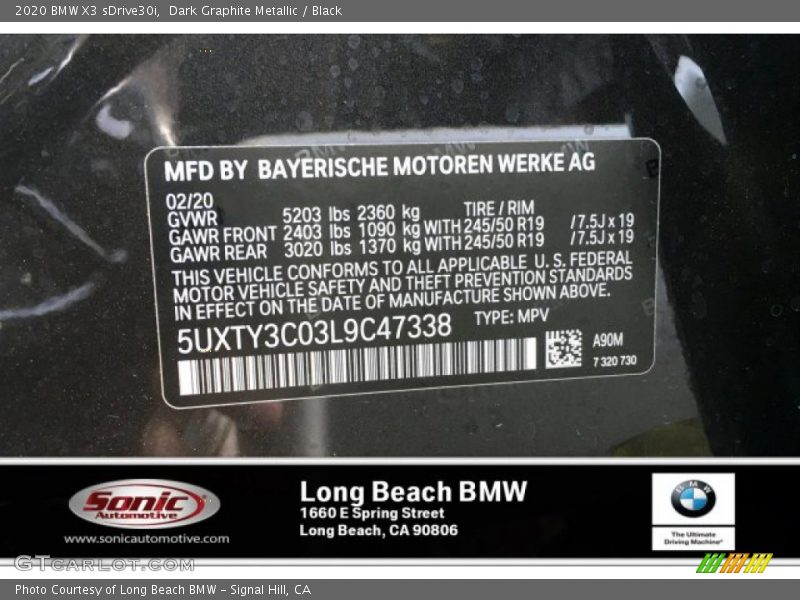 2020 BMW X3 sDrive30i, Dark Graphite Metallic / Black
MFD BY BAYERISCHE MOTOREN WERKE AG
02/20
GVWR 5203 lbs 2360 kg TIRE / RIM
GAWR FRONT 2403 lbs 1090 kg WITH 245/50 R19 /7.5J x 19
GAWR REAR 3020 lbs 1370 kg WITH 245/50 R19 /7.5J x 19
THIS VEHICLE CONFORMS TO ALL APPLICABLE U.S. FEDERAL
MOTOR VEHICLE SAFETY AND THEFT PREVENTION STANDARDS
IN EFFECT ON THE DATE OF MANUFACTURE SHOWN ABOVE.
5UXTY3C03L9C47338 TYPE: MPV
A90M
7 320 730
Sonic
Automotive
www.sonicautomotive.com
Long Beach BMW
1660 E Spring Street
Long Beach, CA 90806
BMW
The Ultimate
Driving Machine®
GTcarlot.com
Photo Courtesy of Long Beach BMW – Signal Hill, CA